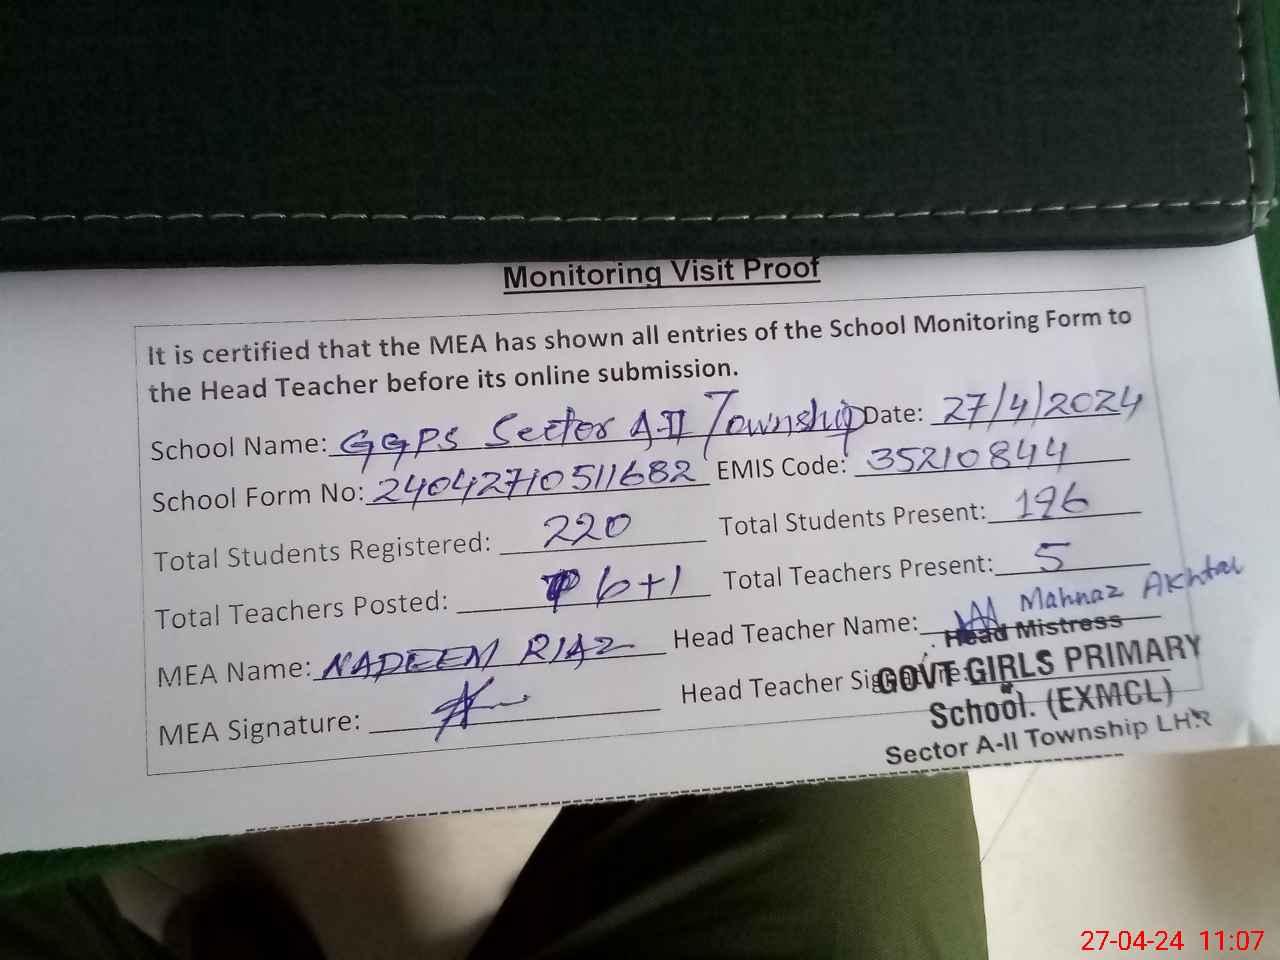 Monitoring Visit Proof
It is certified that the MEA has shown all entries of the School Monitoring Form to
the Head Teacher before its online submission.
School Name: GGPS Sector A-II Township Date: 27/4/2024
School Form No: 24042710511682 EMIS Code: 35210844
Total Students Registered: 220 Total Students Present: 196
Total Teachers Posted: 6+1 Total Teachers Present: 5
MEA Name: NADEEM RIAZ Head Teacher Name: Mahnaz Akhtar
MEA Signature: Head Teacher Signature:
Head Mistress
GOVT GIRLS PRIMARY
School. (EXMCL)
Sector A-II Township LHR
27-04-24 11:07